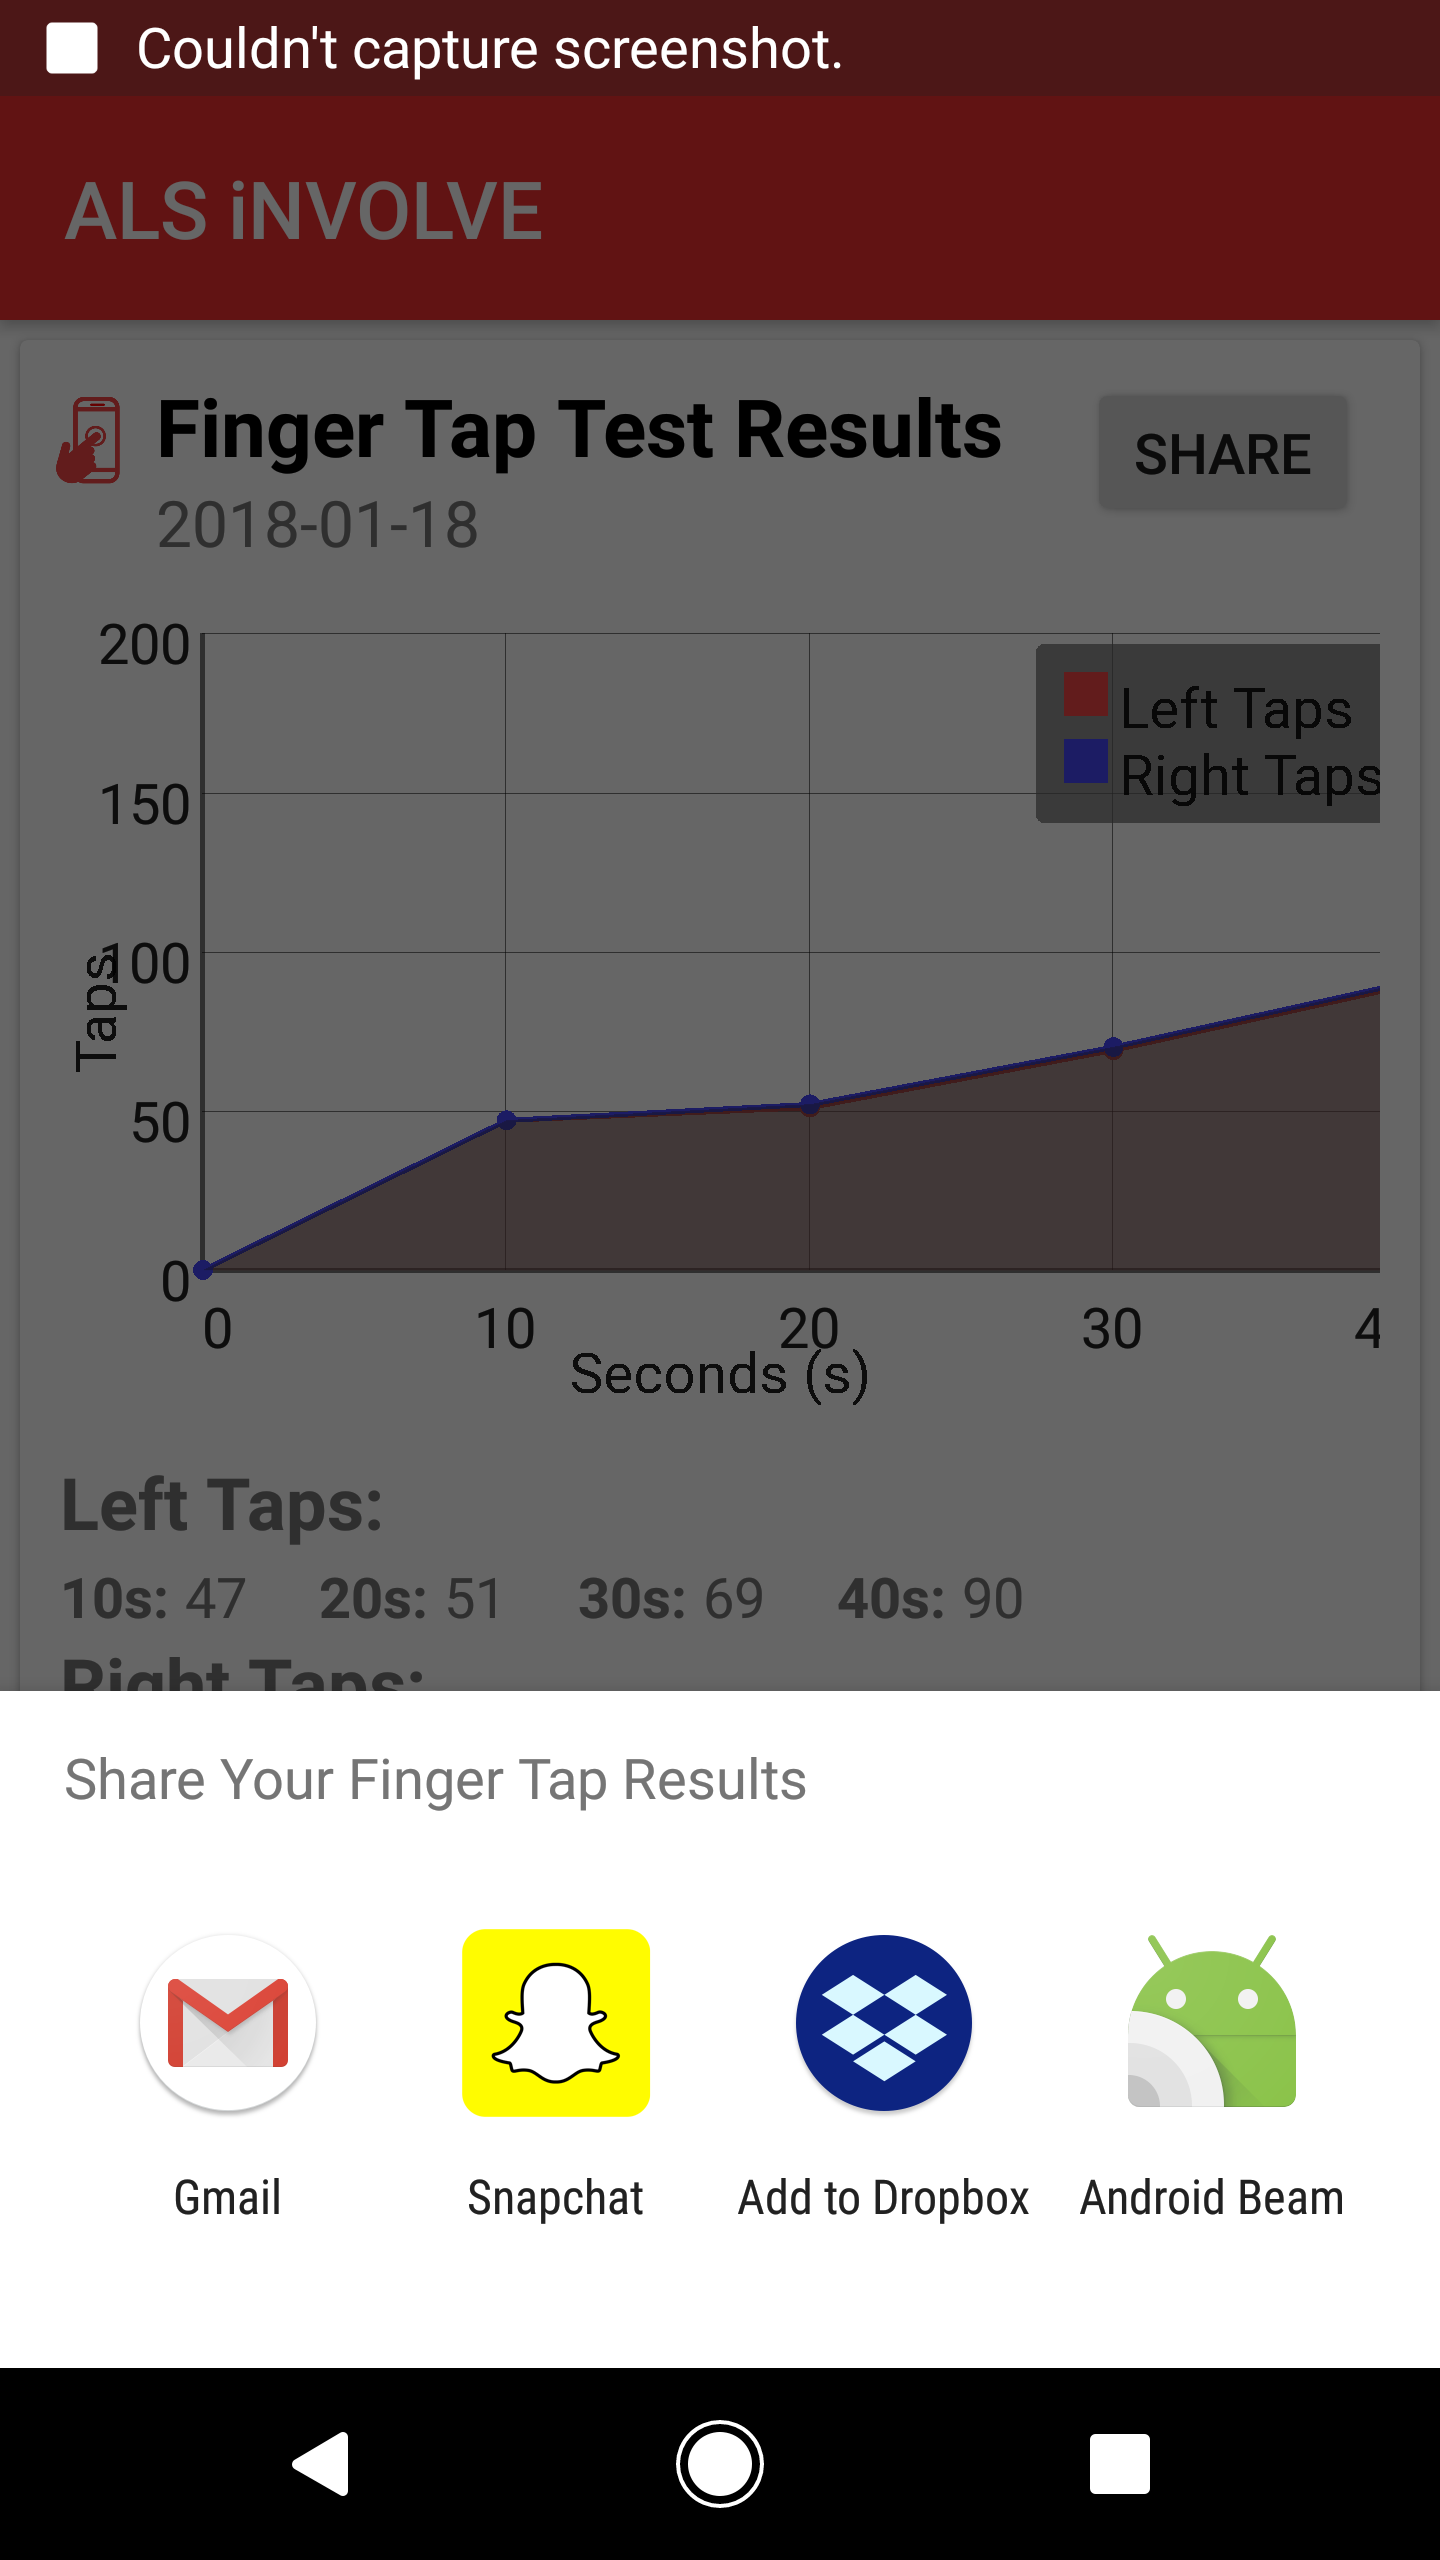 Couldn't capture screenshot.
ALS iNVOLVE
Finger Tap Test Results
SHARE
2018-01-18
200
150
100
50
0
Taps
Left Taps
Right Taps
0 10 20 30 4
Seconds (s)
Left Taps:
10s: 47 20s: 51 30s: 69 40s: 90
Right Taps:
Share Your Finger Tap Results
Gmail Snapchat Add to Dropbox Android Beam